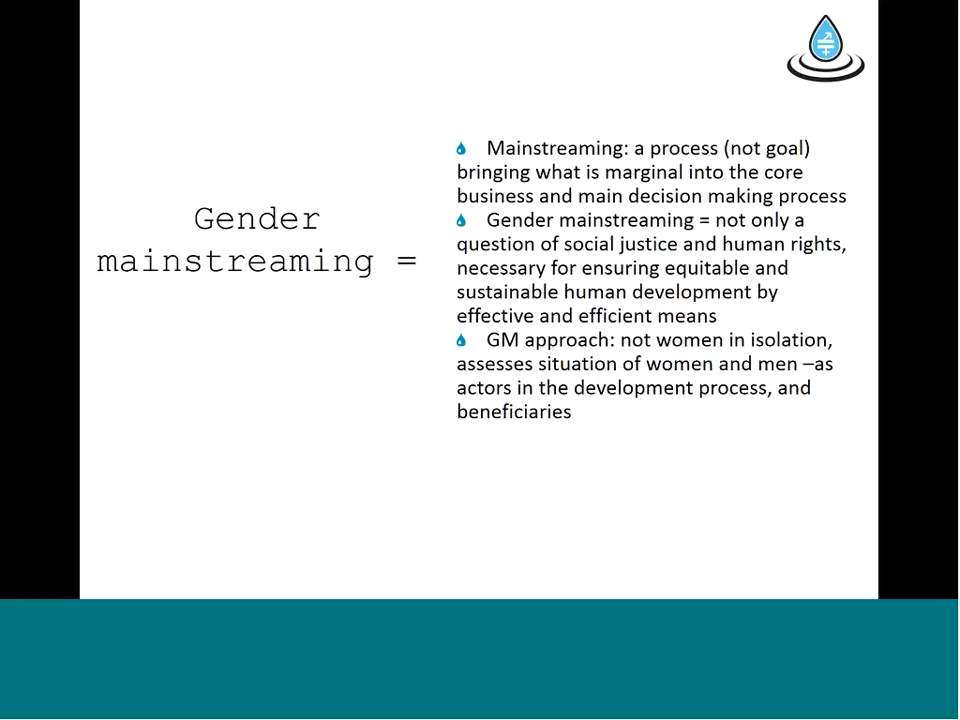 Gender
mainstreaming =
Mainstreaming: a process (not goal)
bringing what is marginal into the core
business and main decision making process
Gender mainstreaming = not only a
question of social justice and human rights,
necessary for ensuring equitable and
sustainable human development by
effective and efficient means
GM approach: not women in isolation,
assesses situation of women and men –as
actors in the development process, and
beneficiaries